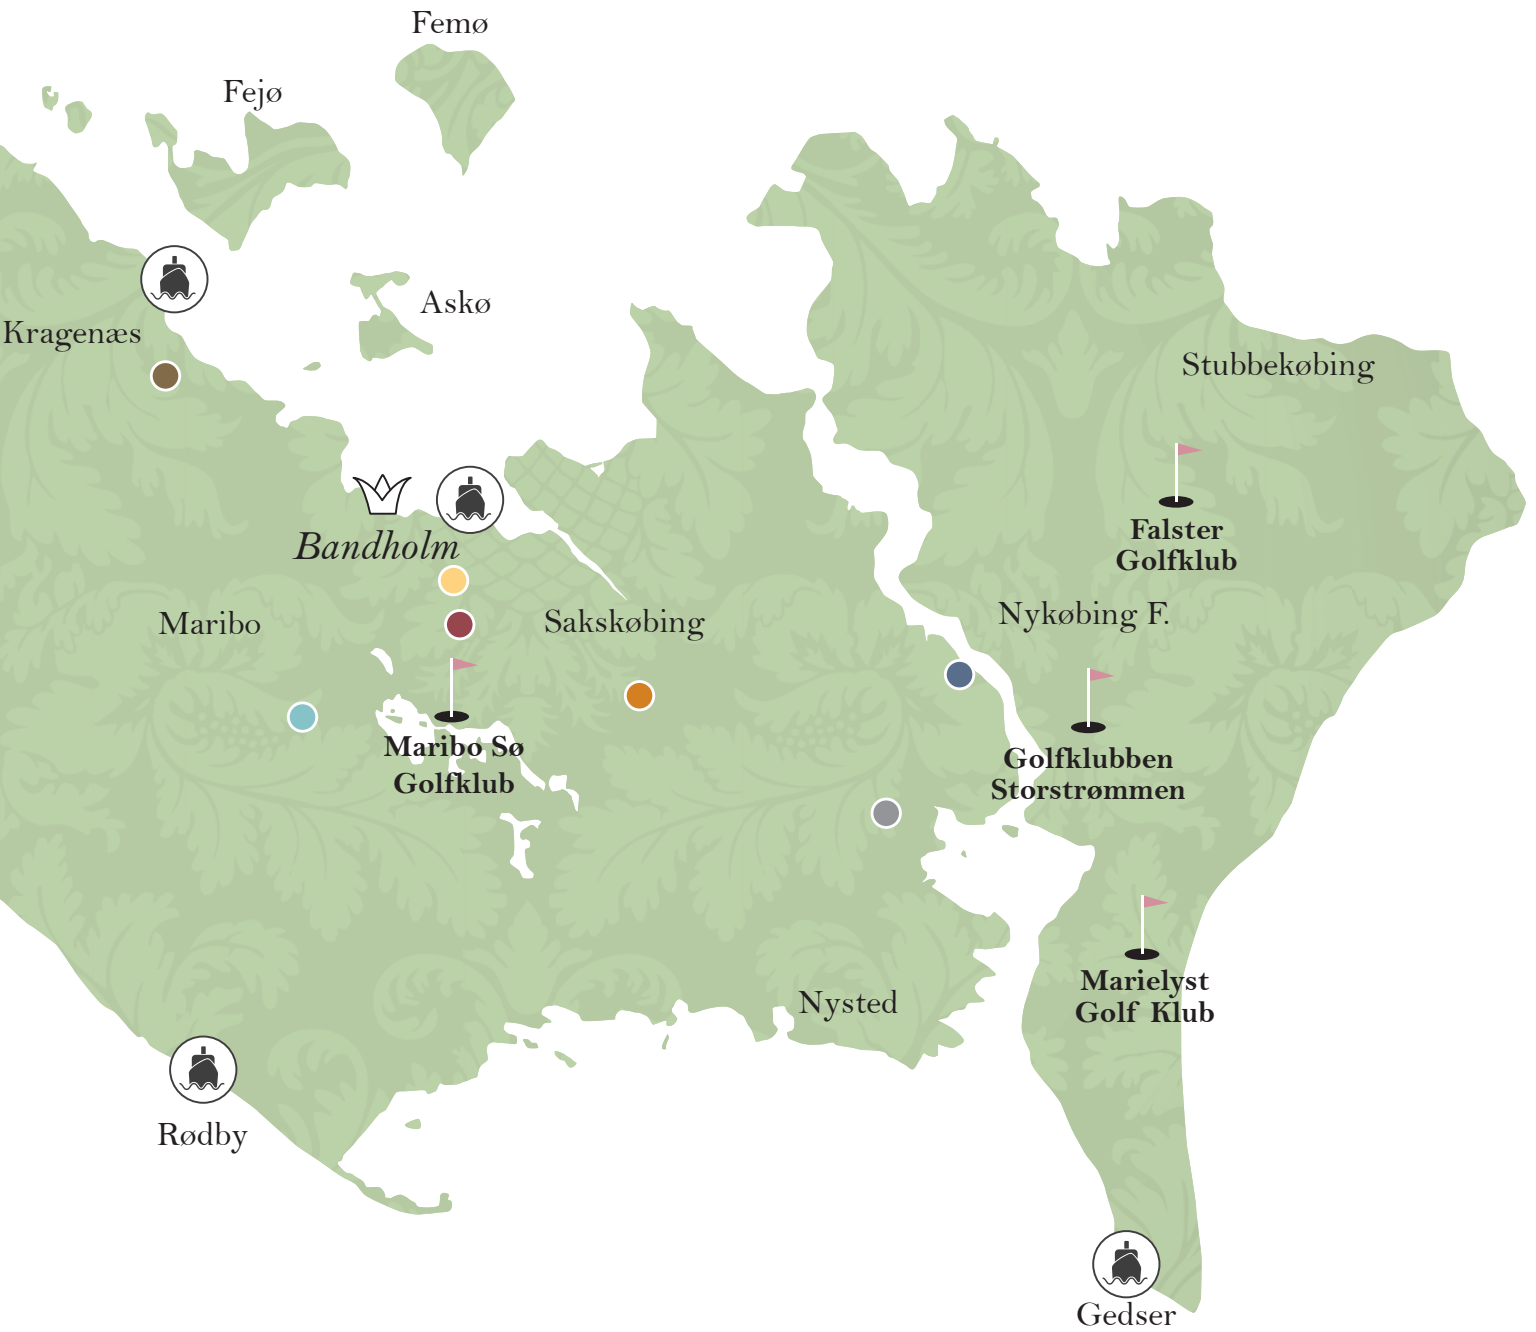 Femø
Fejø
Askø
Kragenæs
Stubbekøbing
Falster
Golfklub
Bandholm
Nykøbing F.
Maribo
Sakskøbing
Maribo Sø
Golfklub
Golfklubben
Storstrømmen
Marielyst
Golf Klub
Nysted
Rødby
Gedser